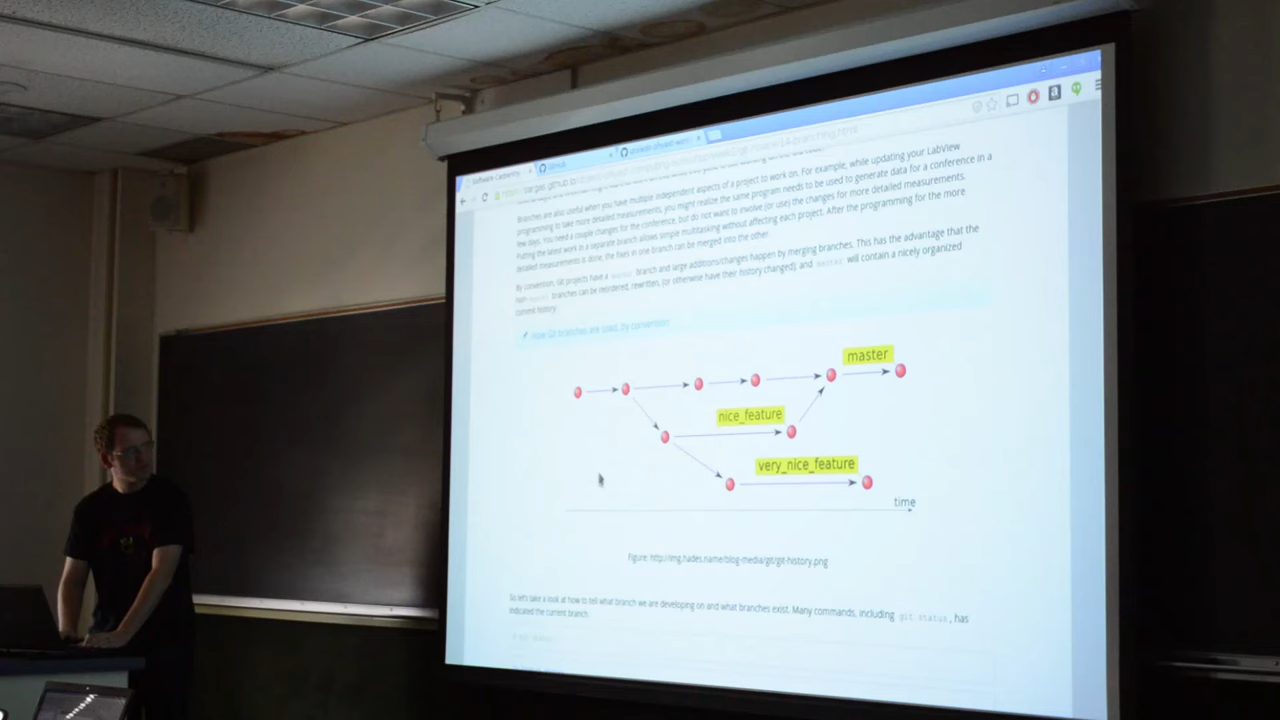 Software Carpentry
GitHub
Branches are also useful when you have multiple independent aspects of a project to work on. For example, while updating your LabView
programming to take more detailed measurements, you might realize the same program needs to be used to generate data for a conference in a
few days. You need a couple changes for the conference, but do not want to involve (or use) the changes for more detailed measurements.
Putting the latest work in a separate branch allows simple multitasking without affecting each project. After the programming for the more
detailed measurements is done, the fixes in one branch can be merged into the other.
By convention, Git projects have a master branch and large additions/changes happen by merging branches. This has the advantage that the
non-master branches can be reordered, rewritten, (or otherwise have their history changed), and master will contain a nicely organized
commit history.
How Git branches are used, by convention
master
nice_feature
very_nice_feature
time
Figure: http://img.hades.name/blog-media/git/git-history.png
So let's take a look at how to tell what branch we are developing on and what branches exist. Many commands, including git status, has
indicated the current branch.